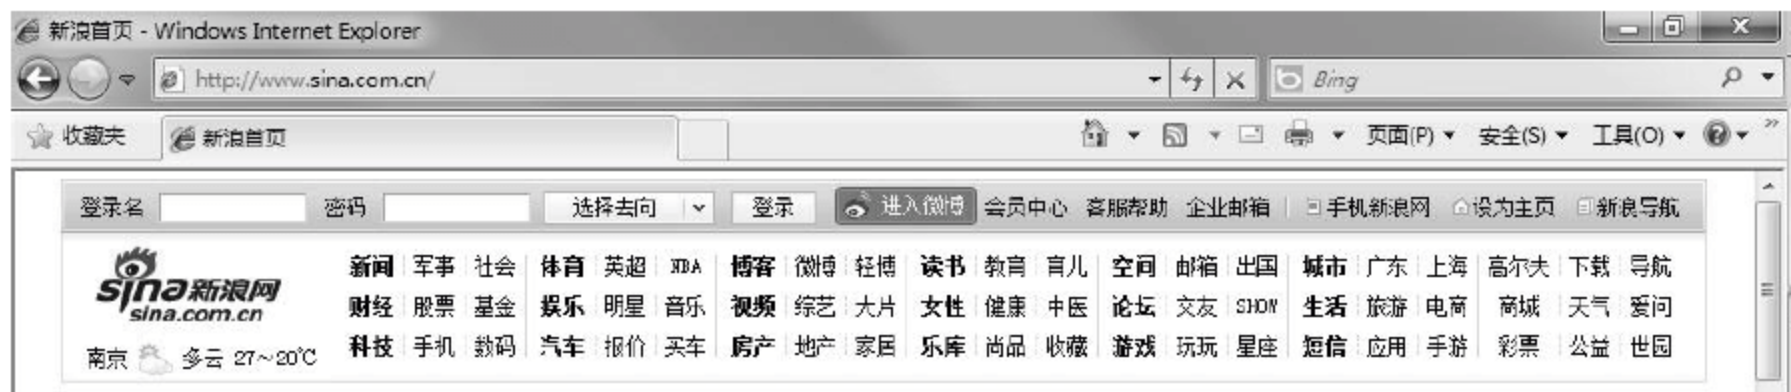 新浪首页 - Windows Internet Explorer
http://www.sina.com.cn/ Bing
收藏夹 新浪首页 页面(P) 安全(S) 工具(O) »
登录名 密码 选择去向 登录 进入微博 会员中心 客服帮助 企业邮箱 手机新浪网 设为主页 新浪导航
sina新浪网
sina.com.cn
南京 多云 27~20℃
新闻 军事 社会 体育 英超 NBA 博客 微博 轻博 读书 教育 育儿 空间 邮箱 出国 城市 广东 上海 高尔夫 下载 导航
财经 股票 基金 娱乐 明星 音乐 视频 综艺 大片 女性 健康 中医 论坛 交友 SHOW 生活 旅游 电商 商城 天气 爱问
科技 手机 数码 汽车 报价 买车 房产 地产 家居 乐库 尚品 收藏 游戏 玩玩 星座 短信 应用 手游 彩票 公益 世园